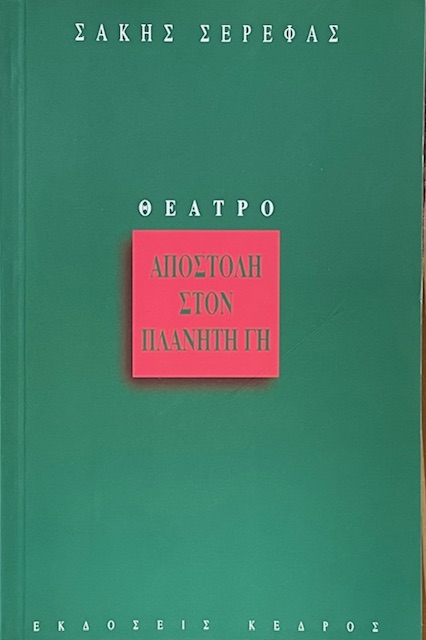 ΣΑΚΗΣ ΣΕΡΕΦΑΣ
ΘΕΑΤΡΟ
ΑΠΟΣΤΟΛΗ
ΣΤΟΝ
ΠΛΑΝΗΤΗ ΓΗ
ΕΚΔΟΣΕΙΣ ΚΕΔΡΟΣ